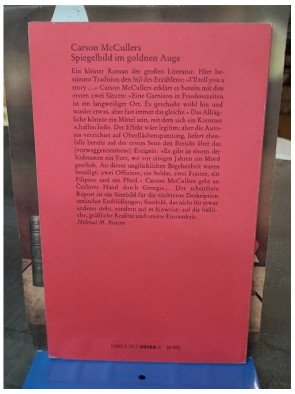 Carson McCullers
Spiegelbild im goldnen Auge
Ein kleiner Roman der großen Literatur. Hier be-
stimmt Tradition den Stil des Erzählens: »I'll tell you a
story ...« Carson McCullers erklärt es bereits mit den
ersten zwei Sätzen: »Eine Garnison in Friedenszeiten
ist ein langweiliger Ort. Es geschieht wohl hin und
wieder etwas, aber fast immer das gleiche.« Das Alltäg-
liche könnte ein Mittel sein, mit dem sich ein Kontrast
schaffen ließe. Der Effekt wäre legitim; aber die Auto-
rin verzichtet auf Oberflächenspannung, liefert eben-
falls bereits auf der ersten Seite den Bericht über das
(vorweggenommene) Ereignis: »Es gibt in einem der
Südstaaten ein Fort, wo vor einigen Jahren ein Mord
geschah. An dieser unglücklichen Begebenheit waren
beteiligt: zwei Offiziere, ein Soldat, zwei Frauen, ein
Filipino und ein Pferd.« Carson McCullers geht an
Čechovs Hand durch Georgia... Der scheinbare
Report ist ein Sinnbild für die nüchterne Deskription
seelischer Entblößungen; Sinnbild, das nicht für etwas
anderes steht, sondern auf es hinweist: auf die häßli-
che, gräßliche Realität und unsere Einsamkeit.
Helmut M. Braem
ISBN 3 257 20144